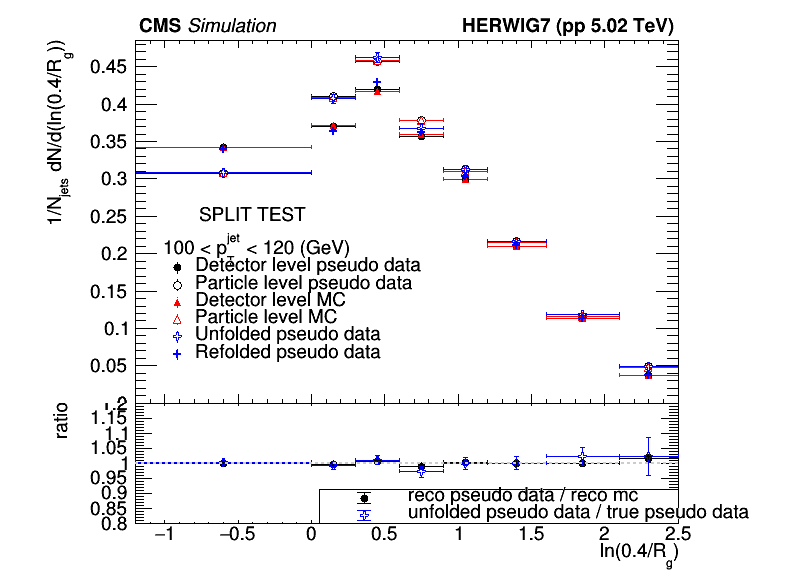 CMS Simulation HERWIG7 (pp 5.02 TeV)
1/N_jets dN/d(ln(0.4/R_g))
0.45
0.4
0.35
0.3
0.25
0.2
0.15
0.1
0.05
0
SPLIT TEST
100 < p_T^jet < 120 (GeV)
Detector level pseudo data
Particle level pseudo data
Detector level MC
Particle level MC
Unfolded pseudo data
Refolded pseudo data
ratio
1.2
1.15
1.1
1.05
1
0.95
0.9
0.85
0.8
reco pseudo data / reco mc
unfolded pseudo data / true pseudo data
−1 −0.5 0 0.5 1 1.5 2 2.5
ln(0.4/R_g)